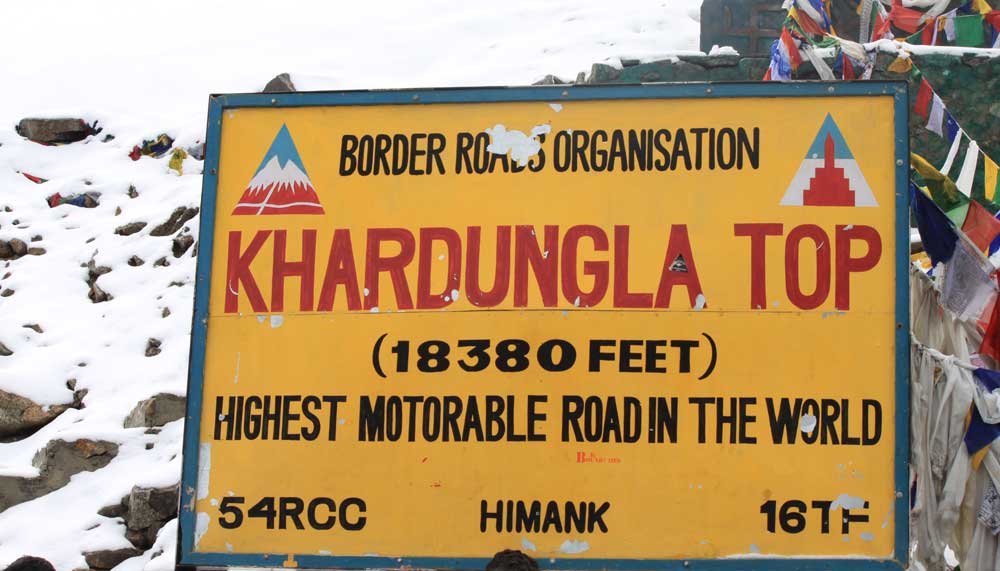 BORDER ROADS ORGANISATION
KHARDUNGLA TOP
(18380 FEET)
HIGHEST MOTORABLE ROAD IN THE WORLD
54RCC HIMANK 16TF